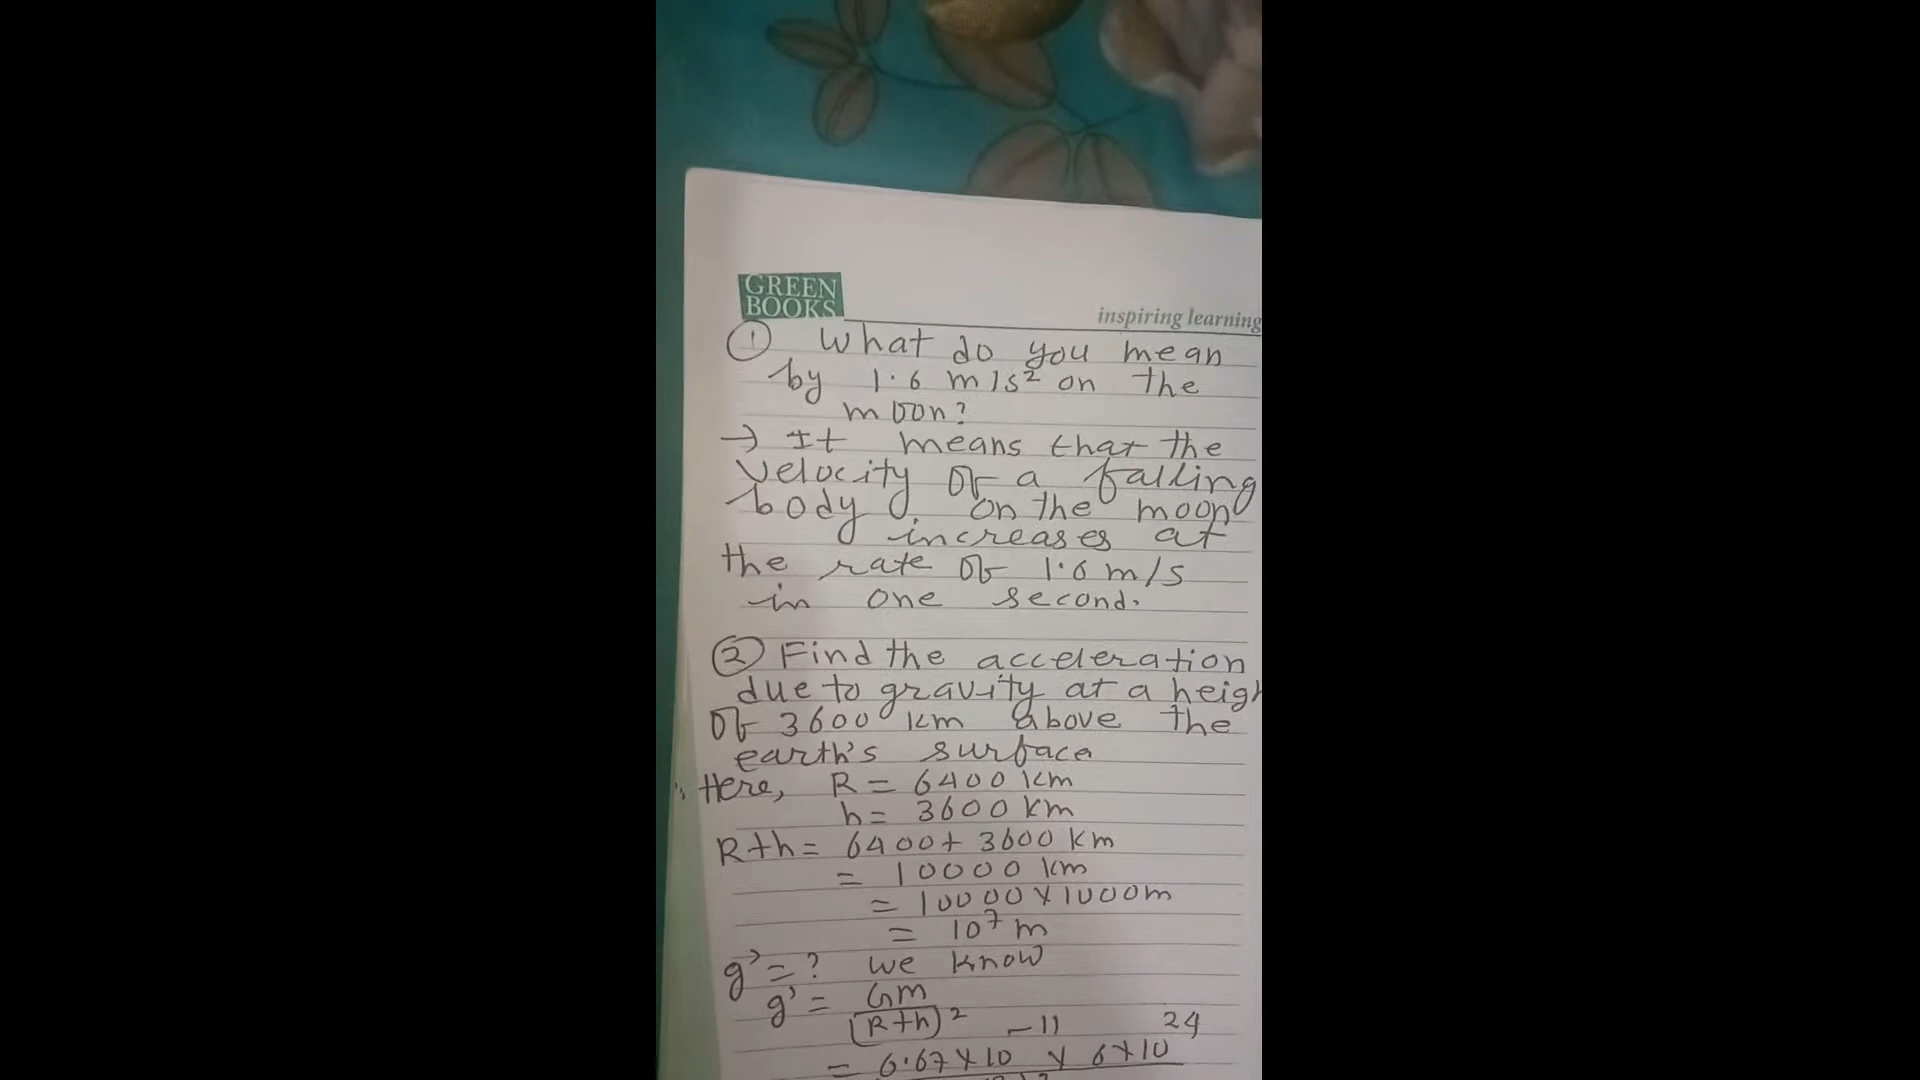 GREEN
BOOKS
inspiring learning
① What do you mean
by 1.6 m/s² on the
moon?
→ It means that the
velocity of a falling
body on the moon
increases at
the rate of 1.6 m/s
in one second.
② Find the acceleration
due to gravity at a heigh
of 3600 km above the
earth's surface
Here, R = 6400 km
h = 3600 km
R+h = 6400 + 3600 km
= 10000 km
= 10000 × 1000m
= 10⁷ m
g' = ? we know
g' = GM
(R+h)²
= 6.67 × 10⁻¹¹ × 6 × 10²⁴